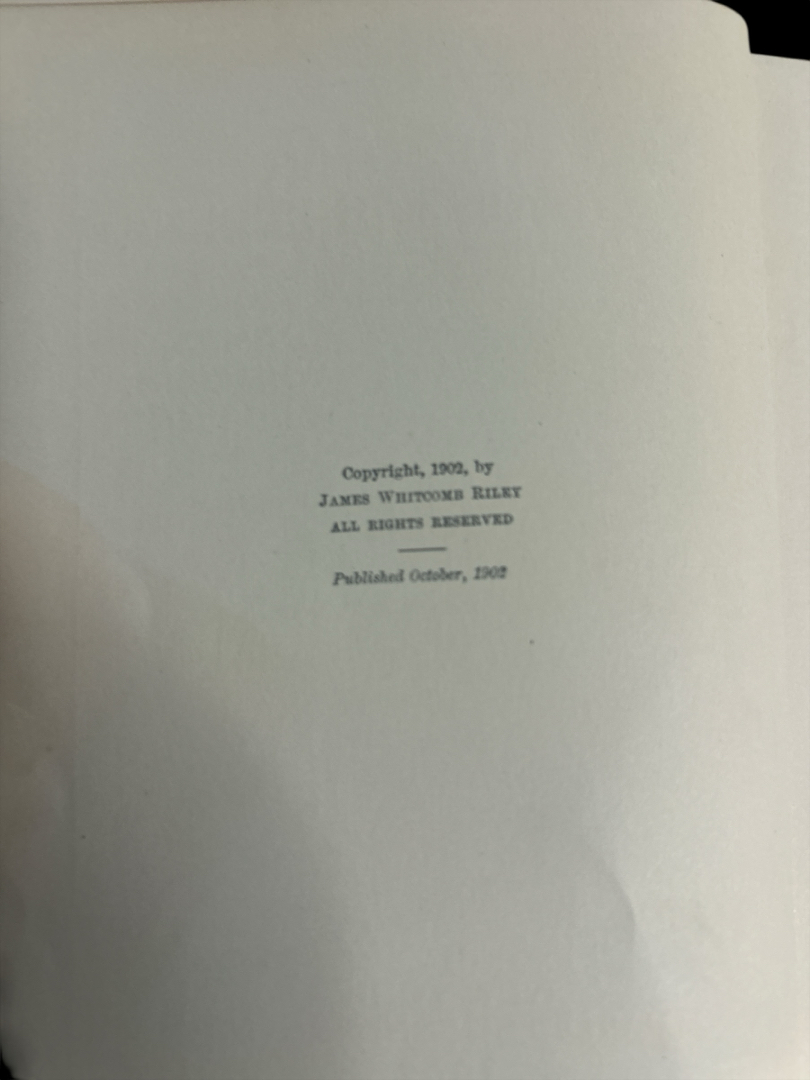 Copyright, 1902, by
JAMES WHITCOMB RILEY
ALL RIGHTS RESERVED
Published October, 1902